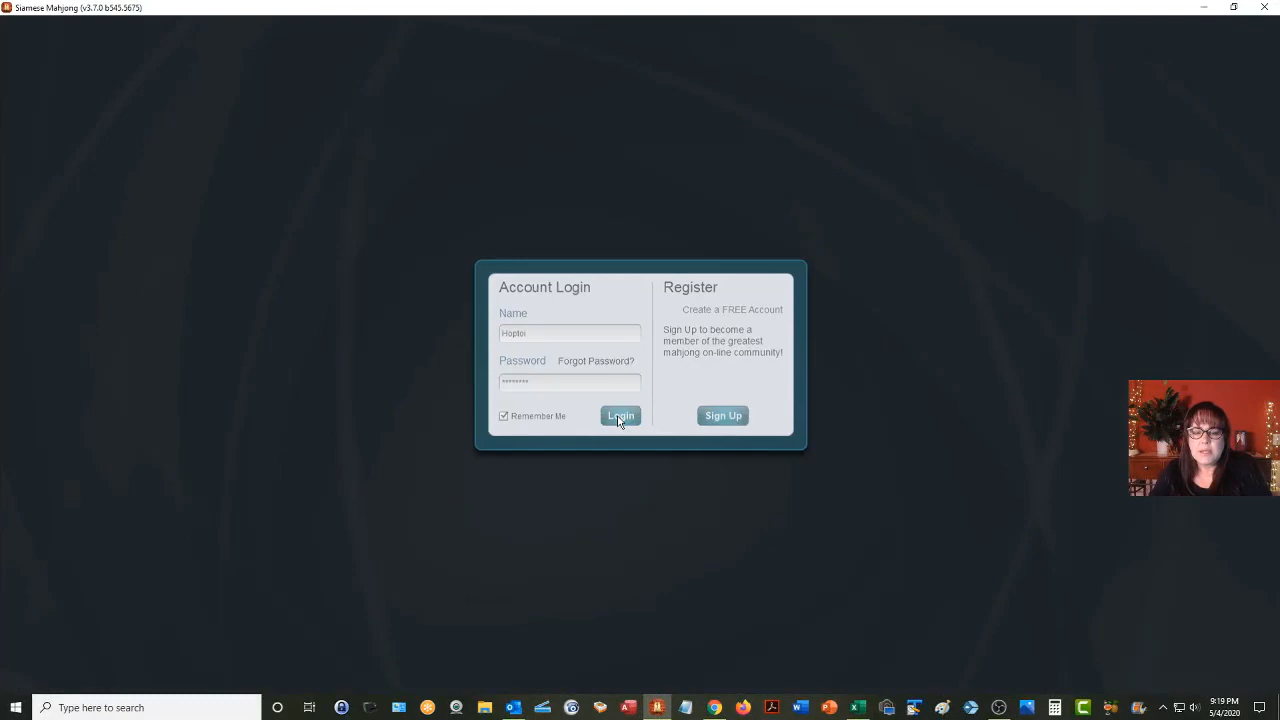 Siamese Mahjong (v3.7.0 b545.5675)
Account Login
Name
Hoptoi
Password Forgot Password?
********
Remember Me
Login
Register
Create a FREE Account
Sign Up to become a
member of the greatest
mahjong on-line community!
Sign Up
Type here to search
9:19 PM
5/4/2020